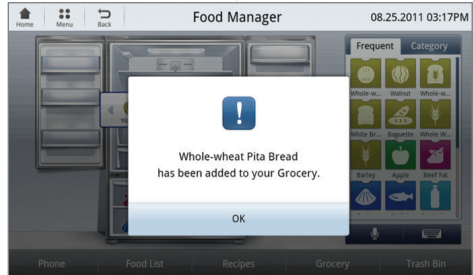 Home
Menu
Back
Food Manager
08.25.2011 03:17PM
Frequent
Category
Whole-w...
Walnut
Whole-w...
White Br...
Baguette
Whole W...
Barley
Apple
Beef Fat
Whole-wheat Pita Bread
has been added to your Grocery.
OK
Phone
Food List
Recipes
Grocery
Trash Bin